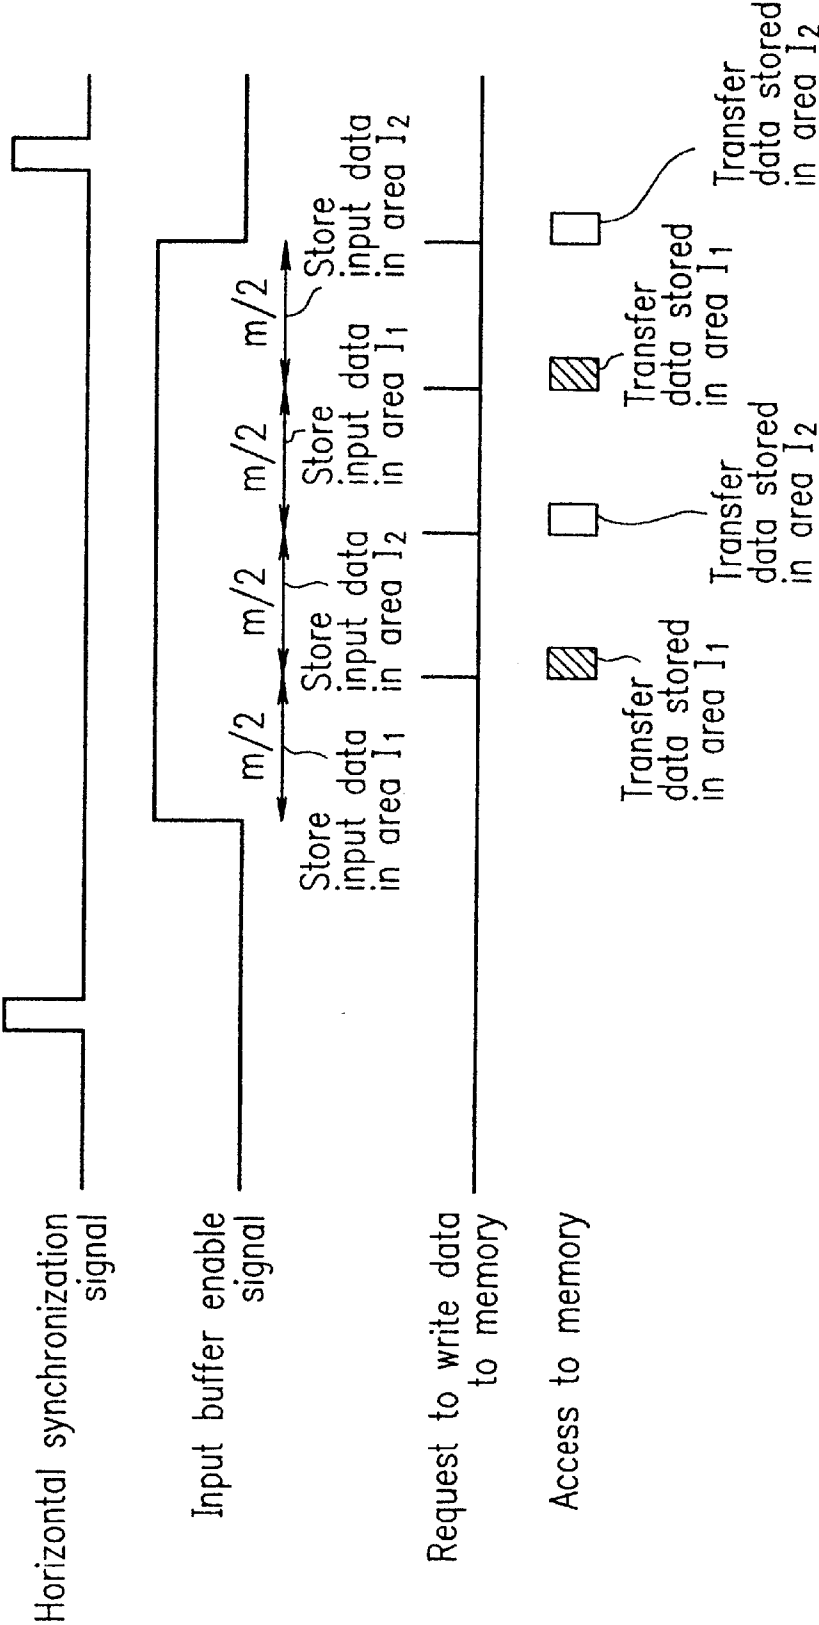 Horizontal synchronization
signal
Input buffer enable
signal
m/2
m/2
m/2
m/2
Store
input data
in area I1
Store
input data
in area I2
Store
input data
in area I1
Store
input data
in area I2
Request to write data
to memory
Access to memory
Transfer
data stored
in area I1
Transfer
data stored
in area I2
Transfer
data stored
in area I1
Transfer
data stored
in area I2